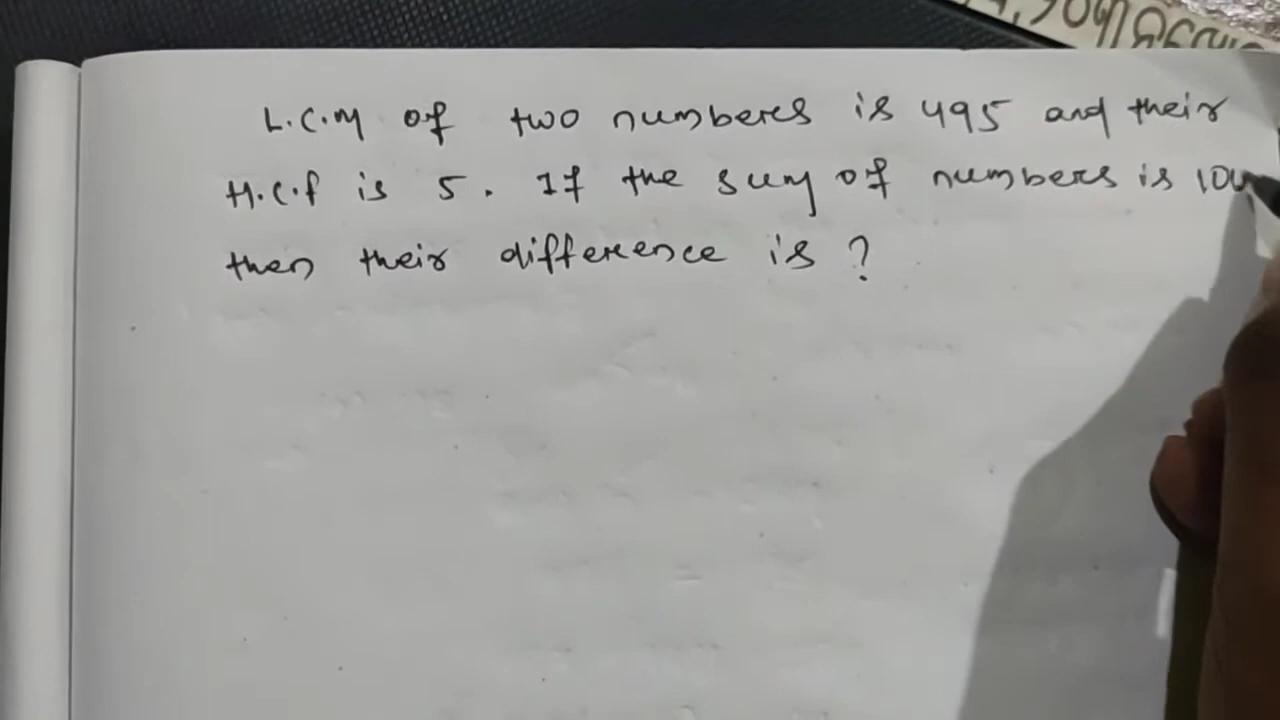 L.C.M of two numbers is 495 and their
H.C.f is 5. If the sum of numbers is
then their difference is ?